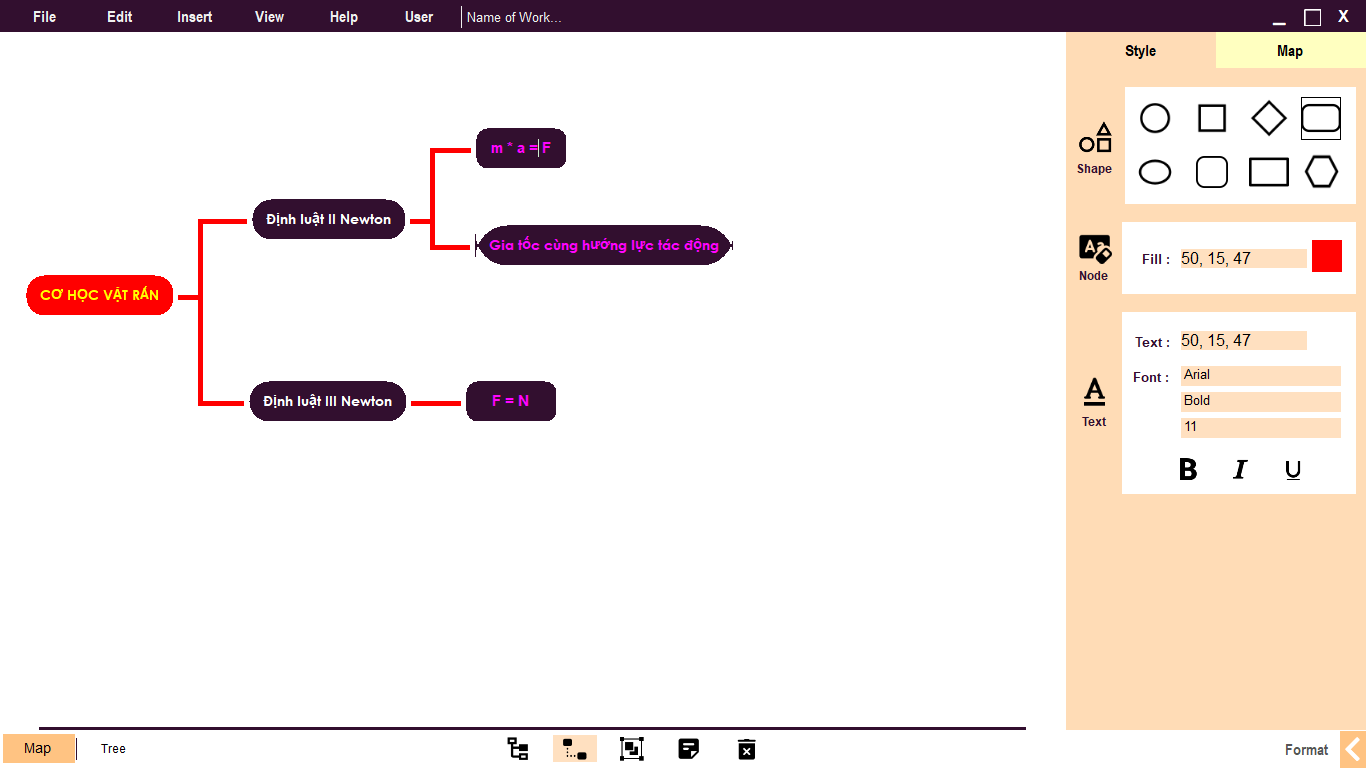 File Edit Insert View Help User Name of Work... X
Style Map
Shape
Node
Fill : 50, 15, 47
Text : 50, 15, 47
Font : Arial
Bold
11
Text
B I U
m * a = F
Định luật II Newton
Gia tốc cùng hướng lực tác động
CƠ HỌC VẬT RẮN
Định luật III Newton
F = N
Map Tree
Format